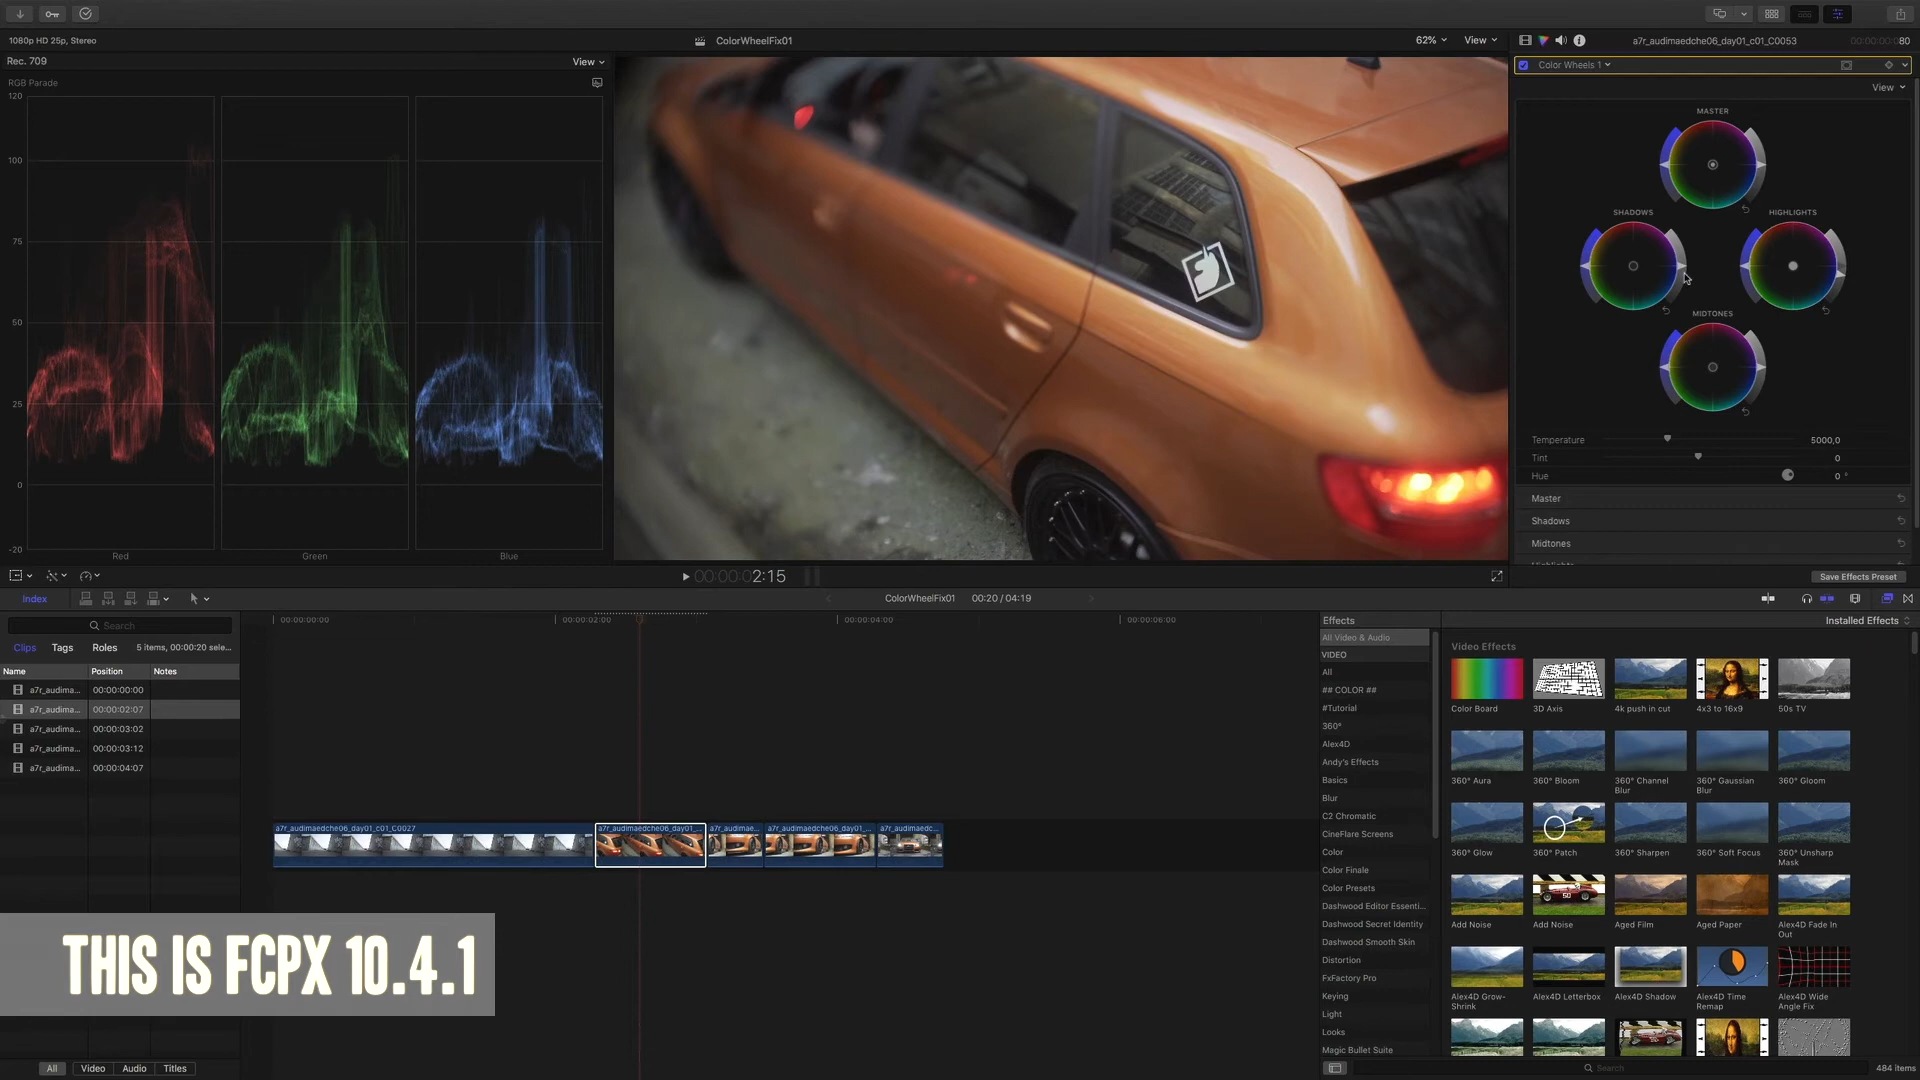 1080p HD 25p, Stereo
ColorWheelFix01
62%
View
a7r_audimaedche06_day01_c01_C0053
80
Rec. 709
View
Color Wheels 1
View
RGB Parade
120
100
75
50
25
0
-20
Red
Green
Blue
MASTER
SHADOWS
HIGHLIGHTS
MIDTONES
Temperature
5000,0
Tint
0
Hue
0 °
Master
Shadows
Midtones
Save Effects Preset
00:00:00:02:15
Index
ColorWheelFix01
00:20 / 04:19
Search
Clips
Tags
Roles
5 items, 00:00:20 sele...
Name
Position
Notes
a7r_audima...
00:00:00:00
a7r_audima...
00:00:02:07
a7r_audima...
00:00:03:02
a7r_audima...
00:00:03:12
a7r_audima...
00:00:04:07
00:00:00:00
00:00:02:00
00:00:04:00
00:00:06:00
a7r_audimaedche06_day01_c01_C0027
a7r_audimaedche06_day01_...
a7r_audimae...
a7r_audimaedche06_day01_...
a7r_audimaedc...
THIS IS FCPX 10.4.1
All
Video
Audio
Titles
Effects
Installed Effects
All Video & Audio
VIDEO
All
## COLOR ##
#Tutorial
360°
Alex4D
Andy's Effects
Basics
Blur
C2 Chromatic
CineFlare Screens
Color
Color Finale
Color Presets
Dashwood Editor Essenti...
Dashwood Secret Identity
Dashwood Smooth Skin
Distortion
FxFactory Pro
Keying
Light
Looks
Magic Bullet Suite
Video Effects
Color Board
3D Axis
4k push in cut
4x3 to 16x9
50s TV
360° Aura
360° Bloom
360° Channel Blur
360° Gaussian Blur
360° Gloom
360° Glow
360° Patch
360° Sharpen
360° Soft Focus
360° Unsharp Mask
Add Noise
Add Noise
Aged Film
Aged Paper
Alex4D Fade In Out
Alex4D Grow-Shrink
Alex4D Letterbox
Alex4D Shadow
Alex4D Time Remap
Alex4D Wide Angle Fix
Search
484 items